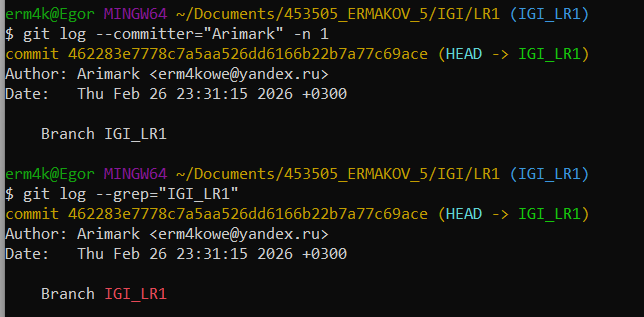 erm4k@Egor MINGW64 ~/Documents/453505_ERMAKOV_5/IGI/LR1 (IGI_LR1)
$ git log --committer="Arimark" -n 1
commit 462283e7778c7a5aa526dd6166b22b7a77c69ace (HEAD -> IGI_LR1)
Author: Arimark <erm4kowe@yandex.ru>
Date:   Thu Feb 26 23:31:15 2026 +0300

    Branch IGI_LR1

erm4k@Egor MINGW64 ~/Documents/453505_ERMAKOV_5/IGI/LR1 (IGI_LR1)
$ git log --grep="IGI_LR1"
commit 462283e7778c7a5aa526dd6166b22b7a77c69ace (HEAD -> IGI_LR1)
Author: Arimark <erm4kowe@yandex.ru>
Date:   Thu Feb 26 23:31:15 2026 +0300

    Branch IGI_LR1